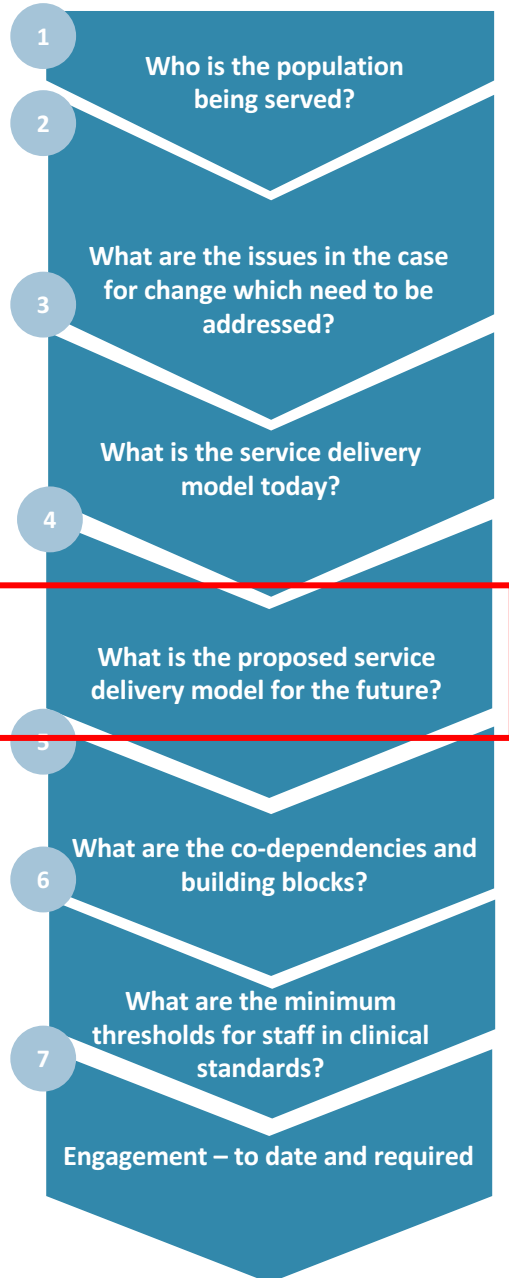 1
Who is the population
being served?
2
What are the issues in the case
for change which need to be
addressed?
3
What is the service delivery
model today?
4
What is the proposed service
delivery model for the future?
5
What are the co-dependencies and
building blocks?
6
What are the minimum
thresholds for staff in clinical
standards?
7
Engagement – to date and required